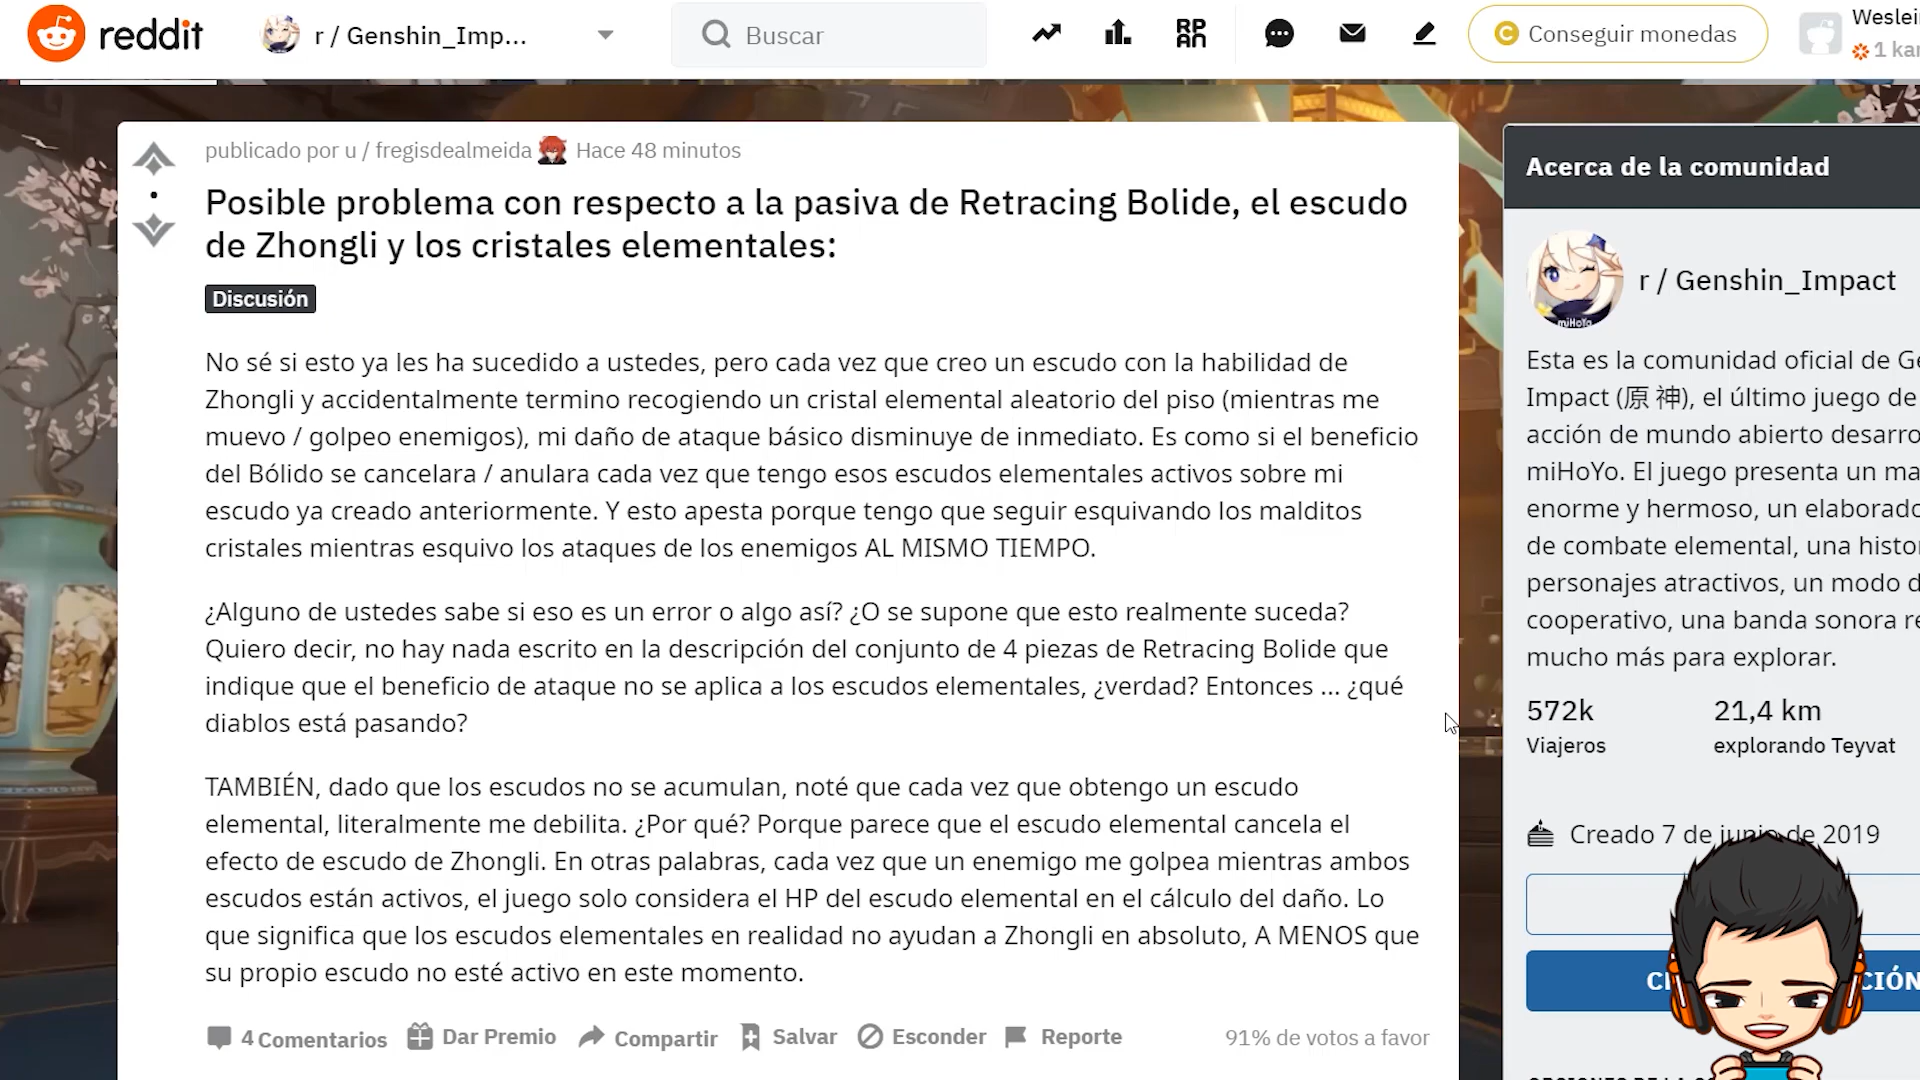 reddit
r / Genshin_Imp...
Buscar
RPAN
Conseguir monedas
1
publicado por u / fregisdealmeida Hace 48 minutos
Posible problema con respecto a la pasiva de Retracing Bolide, el escudo
de Zhongli y los cristales elementales:
Discusión
No sé si esto ya les ha sucedido a ustedes, pero cada vez que creo un escudo con la habilidad de
Zhongli y accidentalmente termino recogiendo un cristal elemental aleatorio del piso (mientras me
muevo / golpeo enemigos), mi daño de ataque básico disminuye de inmediato. Es como si el beneficio
del Bólido se cancelara / anulara cada vez que tengo esos escudos elementales activos sobre mi
escudo ya creado anteriormente. Y esto apesta porque tengo que seguir esquivando los malditos
cristales mientras esquivo los ataques de los enemigos AL MISMO TIEMPO.
¿Alguno de ustedes sabe si eso es un error o algo así? ¿O se supone que esto realmente suceda?
Quiero decir, no hay nada escrito en la descripción del conjunto de 4 piezas de Retracing Bolide que
indique que el beneficio de ataque no se aplica a los escudos elementales, ¿verdad? Entonces ... ¿qué
diablos está pasando?
TAMBIÉN, dado que los escudos no se acumulan, noté que cada vez que obtengo un escudo
elemental, literalmente me debilita. ¿Por qué? Porque parece que el escudo elemental cancela el
efecto de escudo de Zhongli. En otras palabras, cada vez que un enemigo me golpea mientras ambos
escudos están activos, el juego solo considera el HP del escudo elemental en el cálculo del daño. Lo
que significa que los escudos elementales en realidad no ayudan a Zhongli en absoluto, A MENOS que
su propio escudo no esté activo en este momento.
4 Comentarios Dar Premio Compartir Salvar Esconder Reporte 91% de votos a favor
Acerca de la comunidad
miHoYo
r / Genshin_Impact
Esta es la comunidad oficial de
Impact (原 神), el último juego de
acción de mundo abierto
miHoYo. El juego presenta un
enorme y hermoso, un
de combate elemental, una
personajes atractivos, un modo
cooperativo, una banda sonora
mucho más para explorar.
572k 21,4 km
Viajeros explorando Teyvat
Creado 7 de junio de 2019